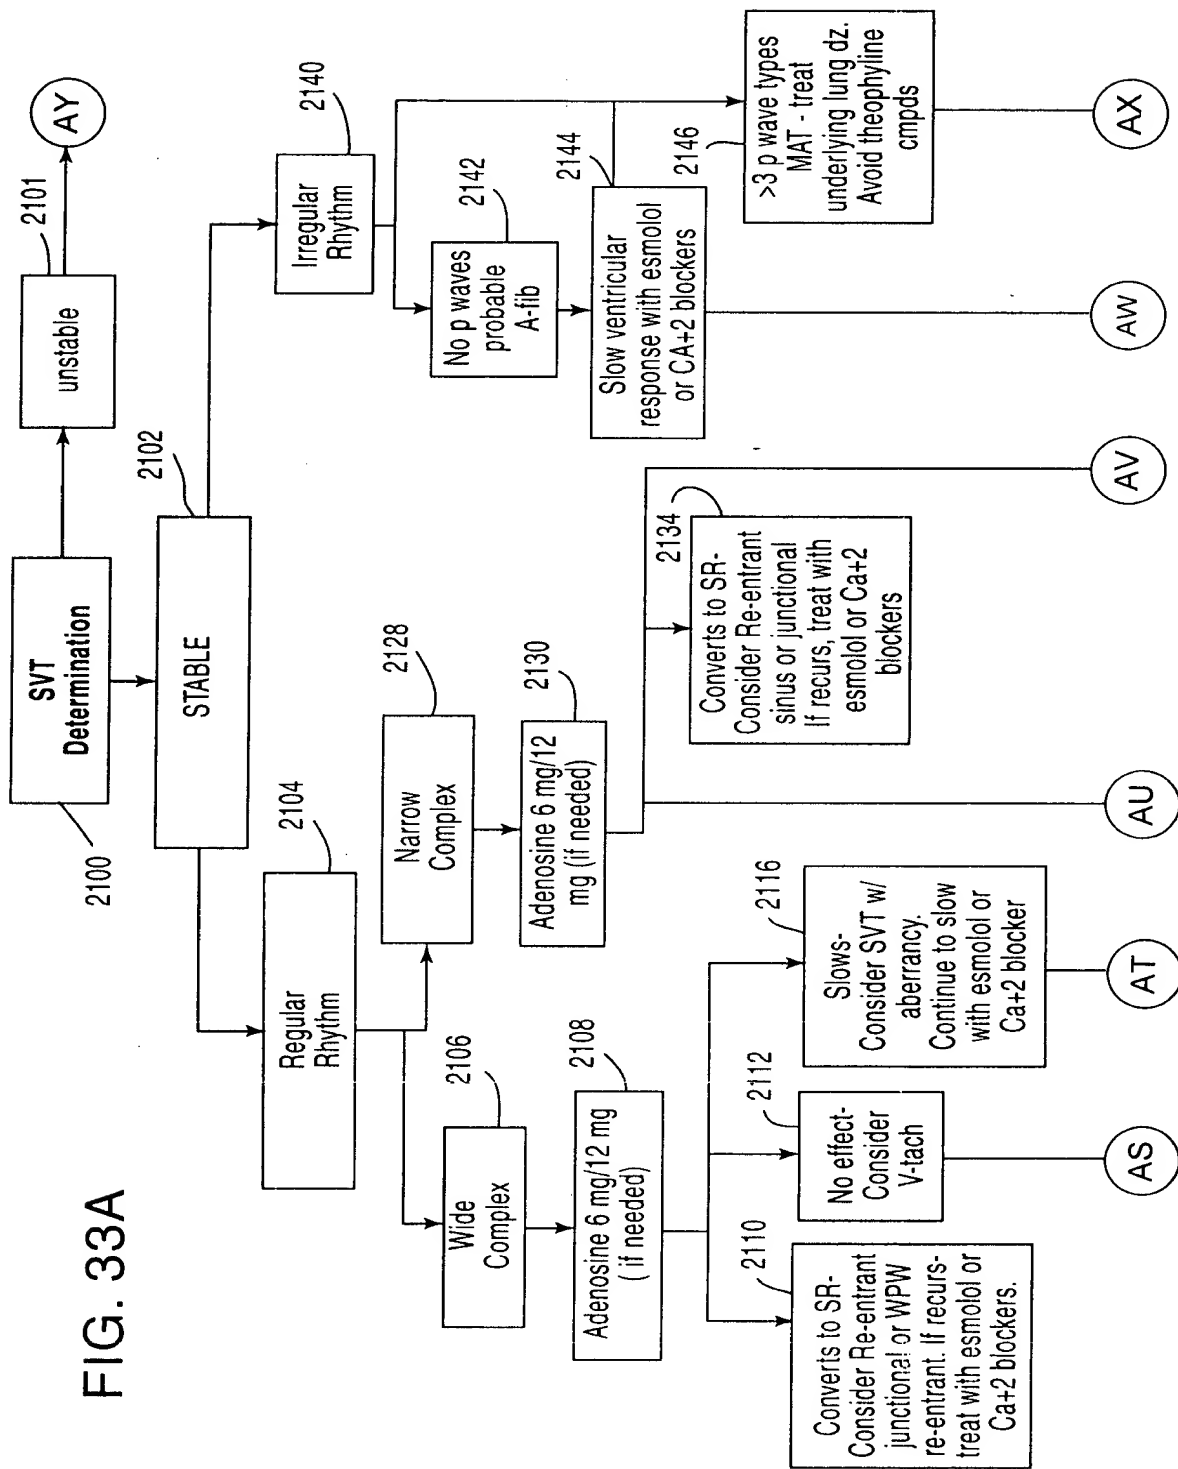 FIG. 33A
SVT
Determination
2100
unstable
2101
AY
STABLE
2102
Regular
Rhythm
2104
Irregular
Rhythm
2140
Wide
Complex
2106
Narrow
Complex
2128
No p waves
probable
A-fib
2142
Adenosine 6 mg/12 mg
( if needed)
2108
Adenosine 6 mg/12
mg (if needed)
2130
Slow ventricular
response with esmolol
or CA+2 blockers
2144
>3 p wave types
MAT - treat
underlying lung dz.
Avoid theophyline
cmpds
2146
Converts to SR-
Consider Re-entrant
junctional or WPW
re-entrant. If recurs-
treat with esmolol or
Ca+2 blockers.
2110
No effect-
Consider
V-tach
2112
Slows-
Consider SVT w/
aberrancy.
Continue to slow
with esmolol or
Ca+2 blocker
2116
Converts to SR-
Consider Re-entrant
sinus or junctional
If recurs, treat with
esmolol or Ca+2
blockers
2134
AS
AT
AU
AV
AW
AX